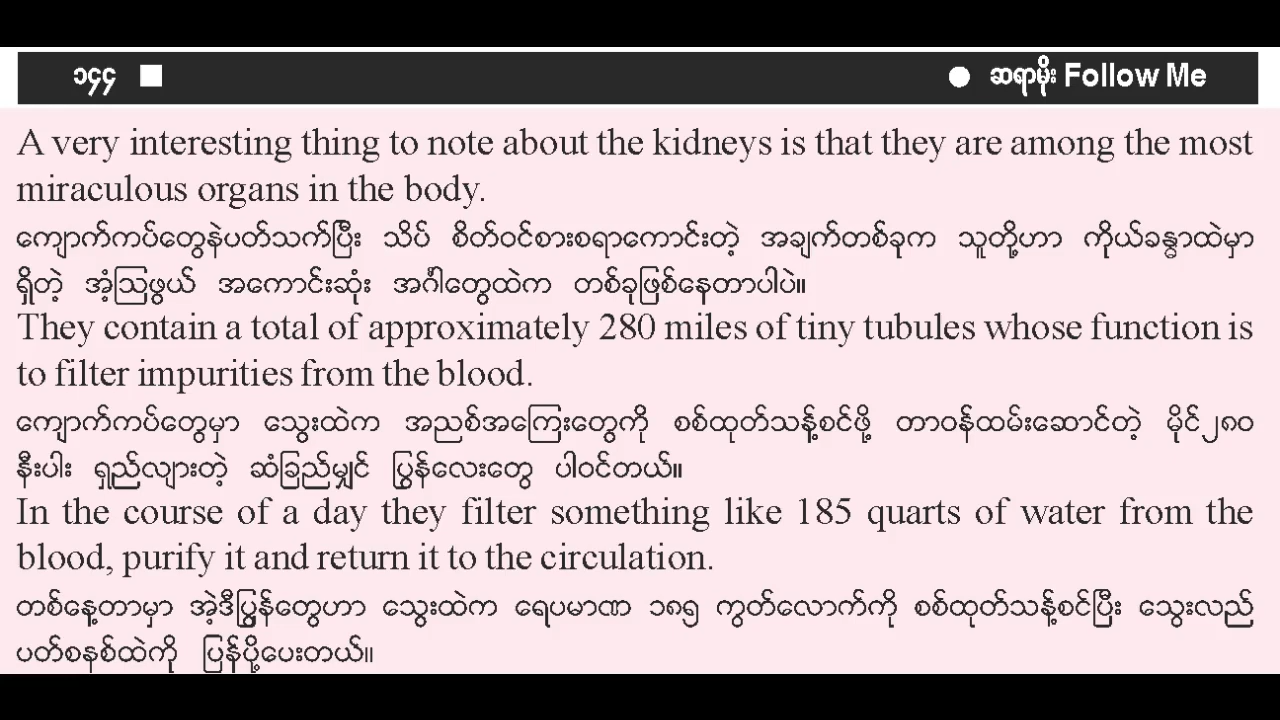 ၁၄၄ ဆရာမိုး Follow Me
A very interesting thing to note about the kidneys is that they are among the most
miraculous organs in the body.
ကျောက်ကပ်တွေနဲ့ပတ်သက်ပြီး သိပ် စိတ်ဝင်စားစရာကောင်းတဲ့ အချက်တစ်ခုက သူတို့ဟာ ကိုယ်ခန္ဓာထဲမှာ
ရှိတဲ့ အံ့ဩဖွယ် အကောင်းဆုံး အင်္ဂါတွေထဲက တစ်ခုဖြစ်နေတာပါပဲ။
They contain a total of approximately 280 miles of tiny tubules whose function is
to filter impurities from the blood.
ကျောက်ကပ်တွေမှာ သွေးထဲက အညစ်အကြေးတွေကို စစ်ထုတ်သန့်စင်ဖို့ တာဝန်ထမ်းဆောင်တဲ့ မိုင်၂၈၀
နီးပါး ရှည်လျားတဲ့ ဆံခြည်မျှင် ပြွန်လေးတွေ ပါဝင်တယ်။
In the course of a day they filter something like 185 quarts of water from the
blood, purify it and return it to the circulation.
တစ်နေ့တာမှာ အဲ့ဒီပြွန်တွေဟာ သွေးထဲက ရေပမာဏ ၁၈၅ ကွတ်လောက်ကို စစ်ထုတ်သန့်စင်ပြီး သွေးလည်
ပတ်စနစ်ထဲကို ပြန်ပို့ပေးတယ်။